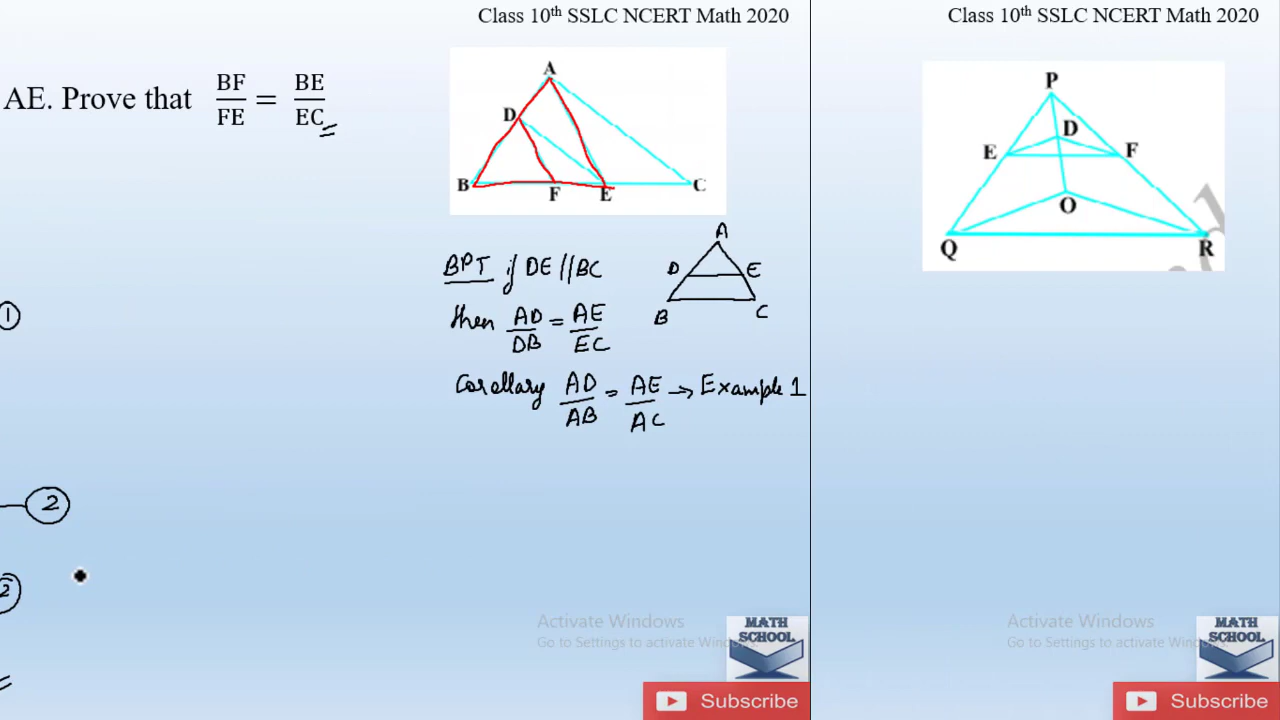 Class 10th SSLC NCERT Math 2020
AE. Prove that BF/FE = BE/EC
A
D
B
F
E
C
BPT if DE // BC
A
D
E
B
C
then AD/DB = AE/EC
Corollary AD/AB = AE/AC → Example 1
1
2
2
Activate Windows
Go to Settings to activate Windows.
MATH
SCHOOL
Subscribe
Class 10th SSLC NCERT Math 2020
P
D
E
F
O
Q
R
Activate Windows
Go to Settings to activate Windows.
MATH
SCHOOL
Subscribe